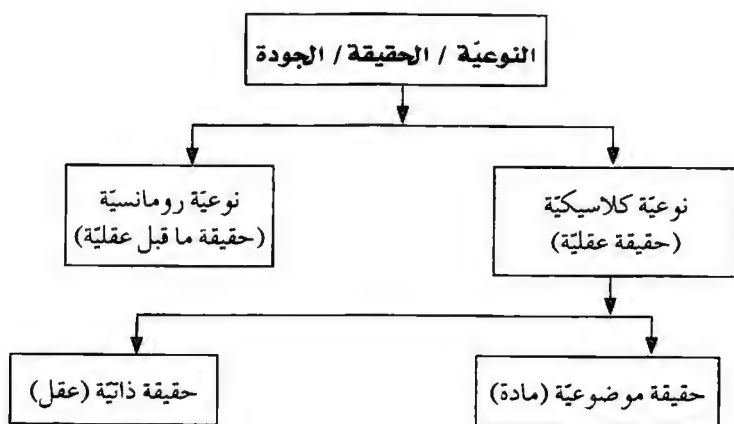 النوعيّة / الحقيقة / الجودة
نوعيّة كلاسيكيّة
(حقيقة عقليّة)
نوعيّة رومانسيّة
(حقيقة ما قبل عقليّة)
حقيقة موضوعيّة (مادة)
حقيقة ذاتيّة (عقل)